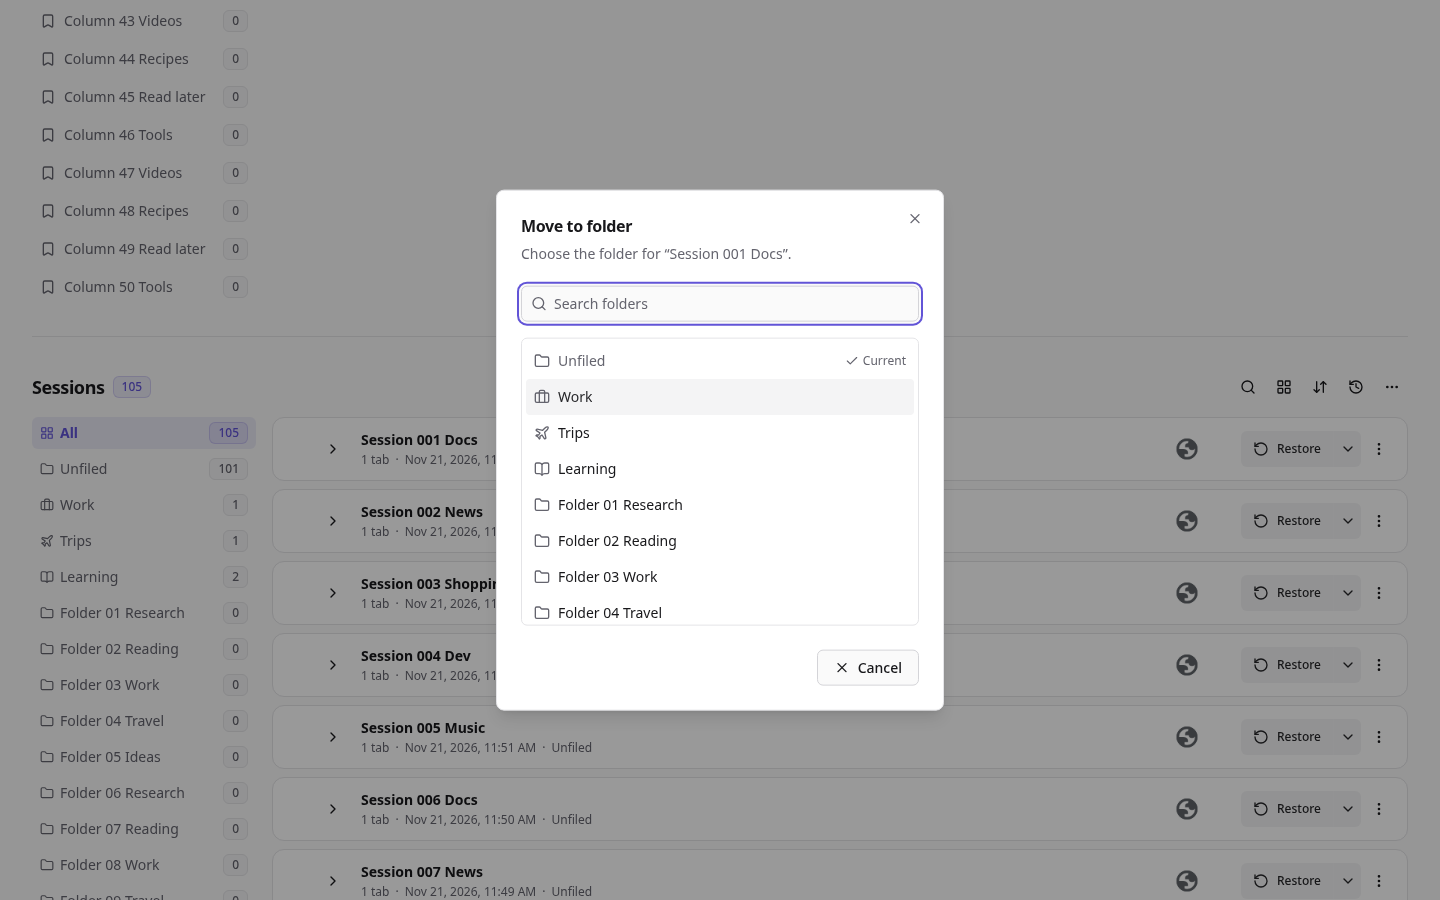 Column 43 Videos 0
Column 44 Recipes 0
Column 45 Read later 0
Column 46 Tools 0
Column 47 Videos 0
Column 48 Recipes 0
Column 49 Read later 0
Column 50 Tools 0
Sessions 105
All 105
Unfiled 101
Work 1
Trips 1
Learning 2
Folder 01 Research 0
Folder 02 Reading 0
Folder 03 Work 0
Folder 04 Travel 0
Folder 05 Ideas 0
Folder 06 Research 0
Folder 07 Reading 0
Folder 08 Work 0
Session 001 Docs
1 tab · Nov 21, 2026, 11
Restore
Session 002 News
1 tab · Nov 21, 2026, 11
Restore
Session 003 Shoppin
1 tab · Nov 21, 2026, 11
Restore
Session 004 Dev
1 tab · Nov 21, 2026, 11
Restore
Session 005 Music
1 tab · Nov 21, 2026, 11:51 AM · Unfiled
Restore
Session 006 Docs
1 tab · Nov 21, 2026, 11:50 AM · Unfiled
Restore
Session 007 News
1 tab · Nov 21, 2026, 11:49 AM · Unfiled
Restore
Move to folder
Choose the folder for “Session 001 Docs”.
Search folders
Unfiled Current
Work
Trips
Learning
Folder 01 Research
Folder 02 Reading
Folder 03 Work
Folder 04 Travel
Cancel